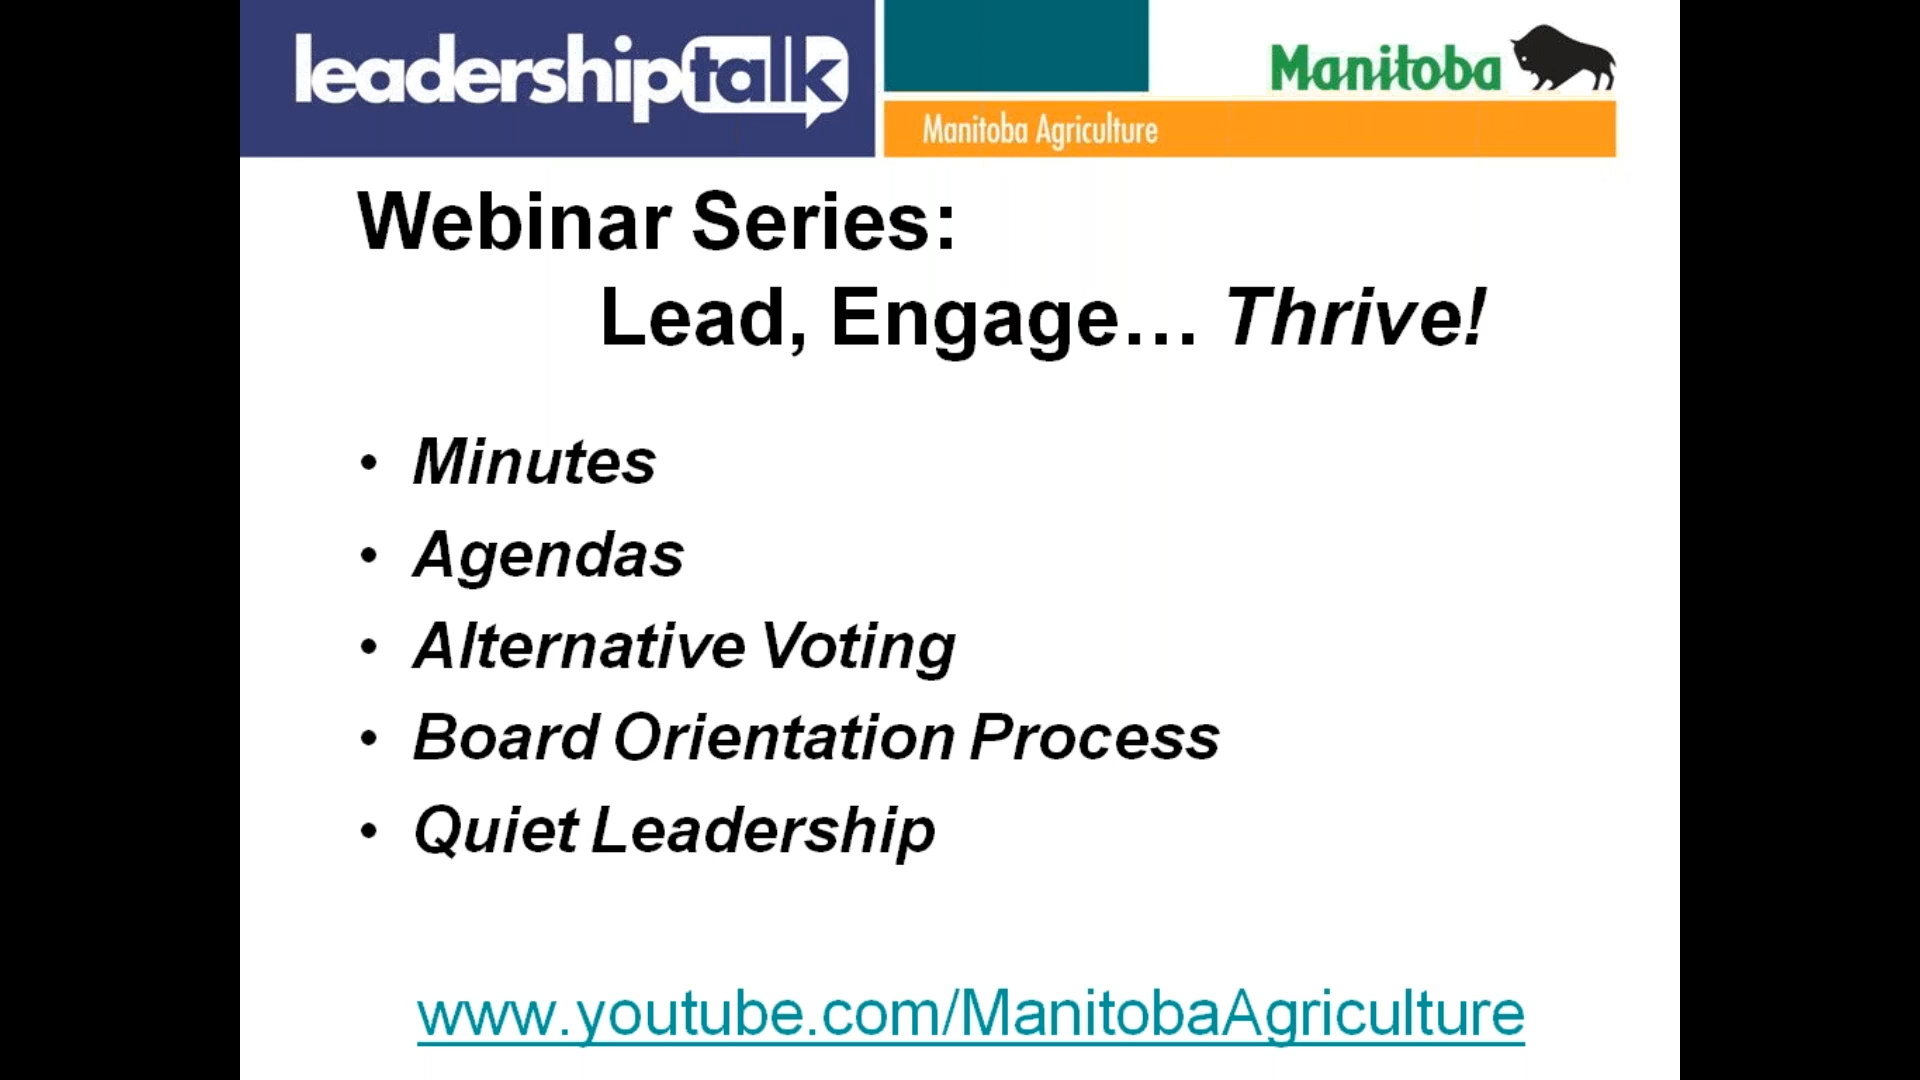 leadershiptalk
Manitoba
Manitoba Agriculture
Webinar Series:
Lead, Engage… Thrive!
• Minutes
• Agendas
• Alternative Voting
• Board Orientation Process
• Quiet Leadership
www.youtube.com/ManitobaAgriculture